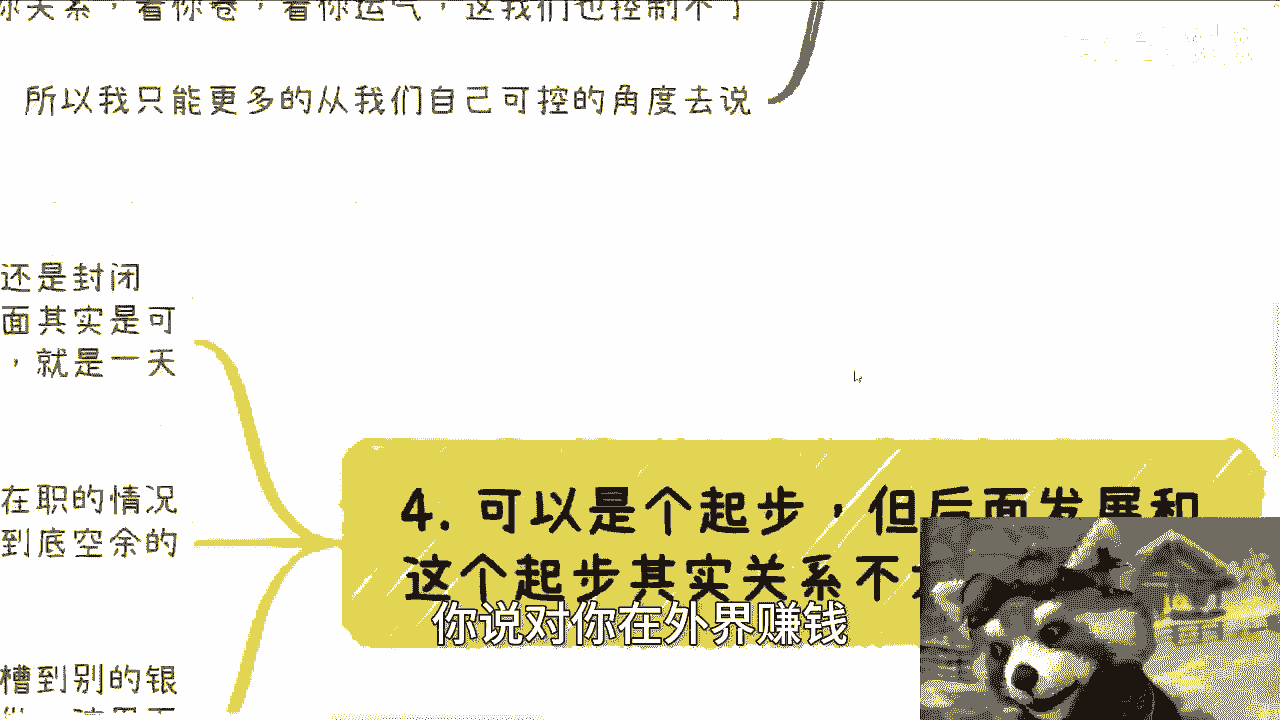 你关系，看你卷，看你运气，这我们也控制不了
所以我只能更多的从我们自己可控的角度去说
还是封闭
面其实是可
，就是一天
在职的情况
到底空余的
槽到别的银
4. 可以是个起步，但后面发展和
这个起步其实关系不
你说对你在外界赚钱